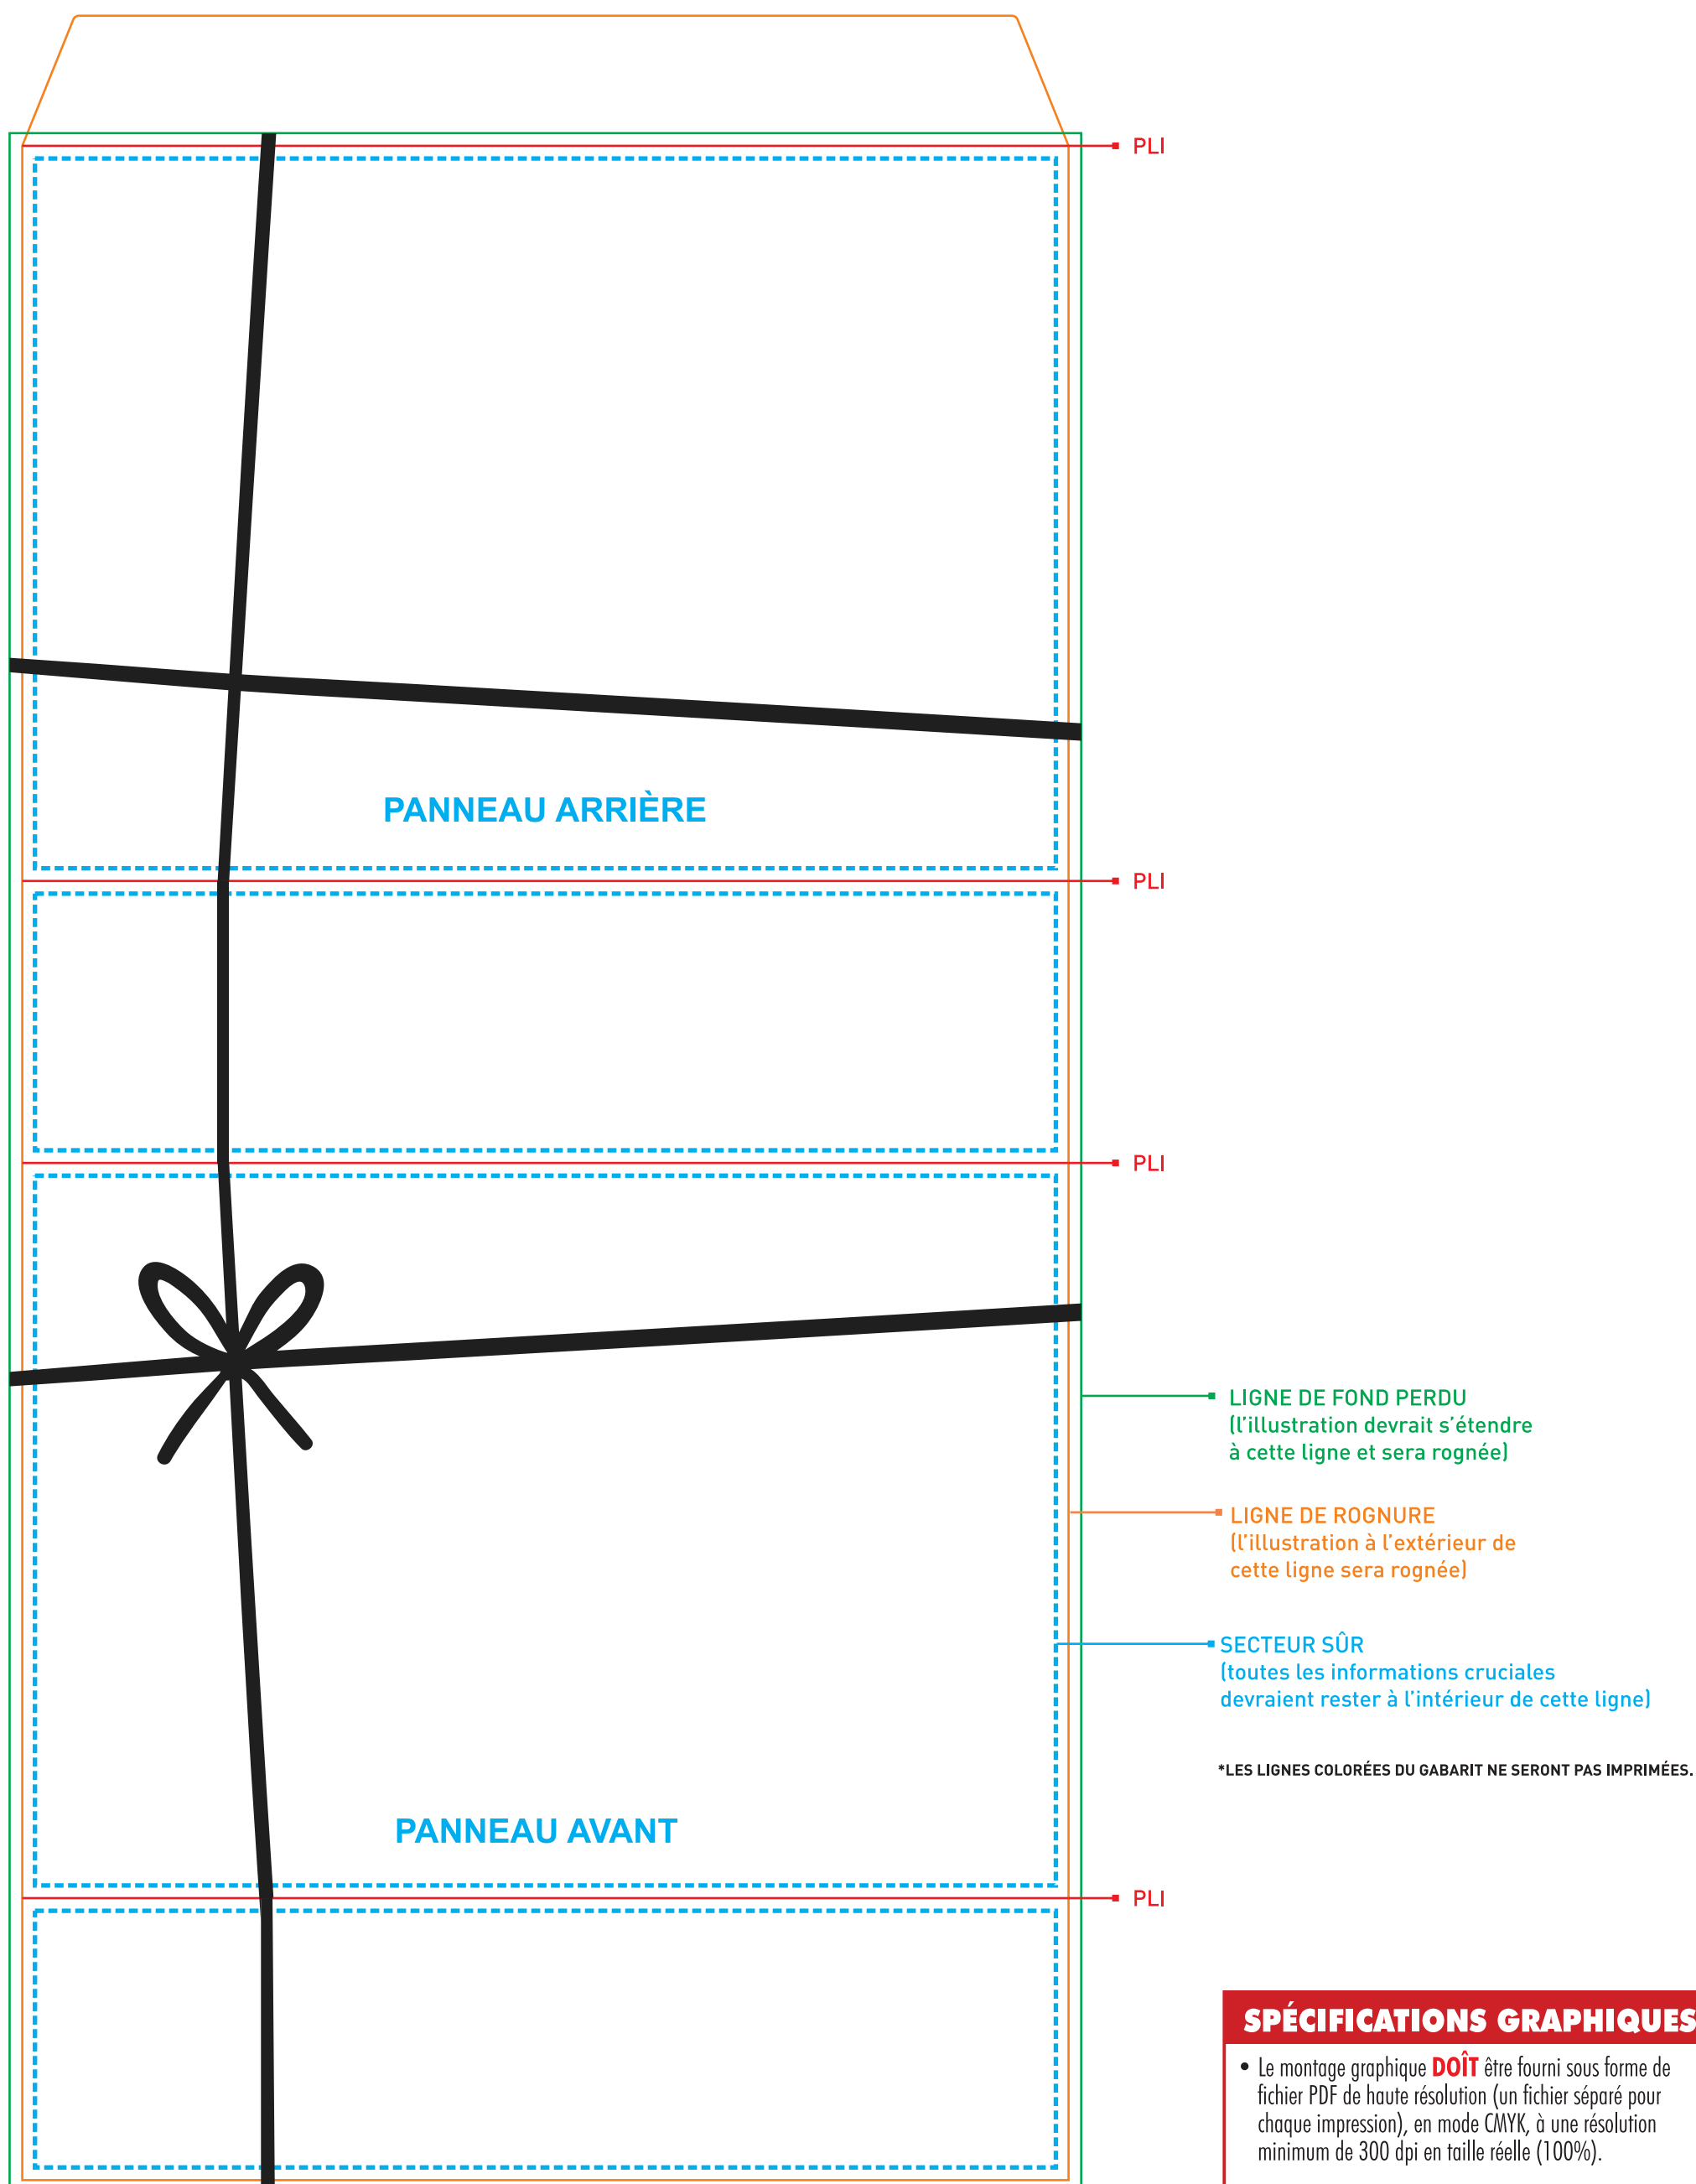 PLI
PANNEAU ARRIÈRE
PLI
PLI
LIGNE DE FOND PERDU
(l'illustration devrait s'étendre
à cette ligne et sera rognée)
LIGNE DE ROGNURE
(l'illustration à l'extérieur de
cette ligne sera rognée)
SECTEUR SÛR
(toutes les informations cruciales
devraient rester à l'intérieur de cette ligne)
*LES LIGNES COLORÉES DU GABARIT NE SERONT PAS IMPRIMÉES.
PANNEAU AVANT
PLI
SPÉCIFICATIONS GRAPHIQUES
• Le montage graphique DOÎT être fourni sous forme de
fichier PDF de haute résolution (un fichier séparé pour
chaque impression), en mode CMYK, à une résolution
minimum de 300 dpi en taille réelle (100%).